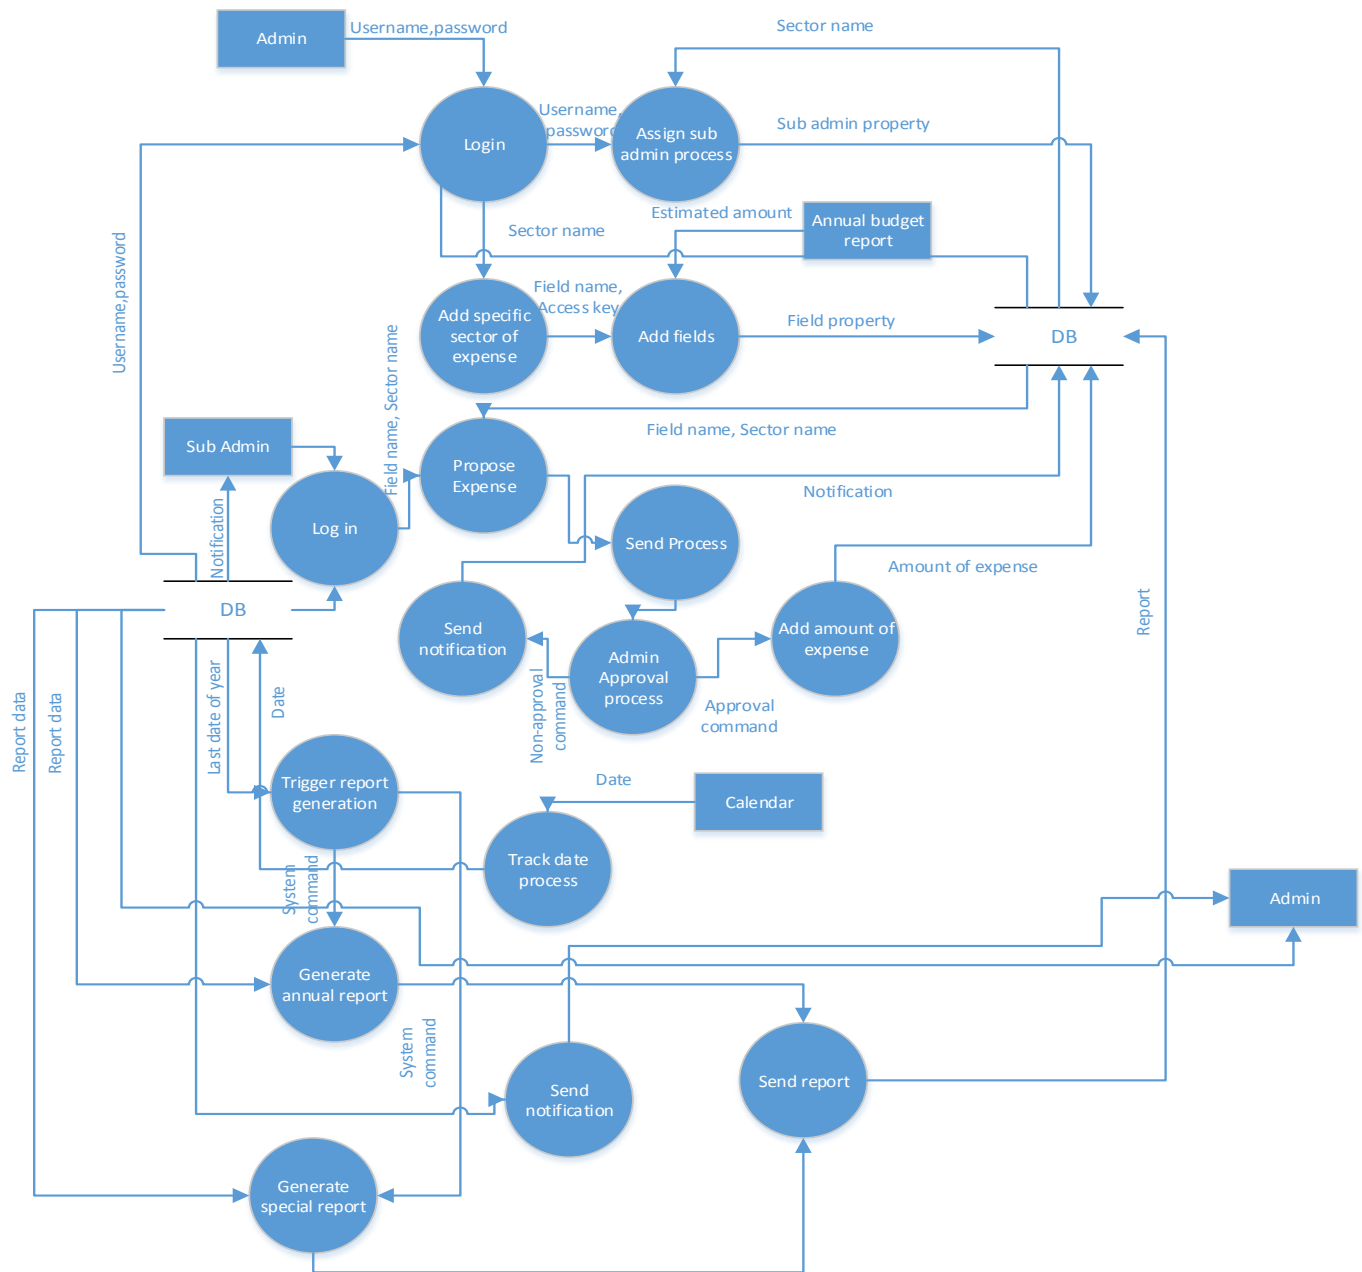 Username,password
Admin
Sector name
Username,
password
Login
Assign sub
admin process
Sub admin property
Estimated amount
Annual budget
report
Sector name
Username,password
Field name,
Access key
Add specific
sector of
expense
Add fields
Field property
DB
Field name, Sector name
Field name, Sector name
Sub Admin
Propose
Expense
Notification
Notification
Log in
Send Process
Amount of expense
DB
Send
notification
Admin
Approval
process
Add amount of
expense
Report
Non-approval
command
Approval
command
Report data
Report data
Last date of year
Date
Trigger report
generation
Date
Calendar
Track date
process
System
command
Admin
Generate
annual report
System
command
Send
notification
Send report
Generate
special report